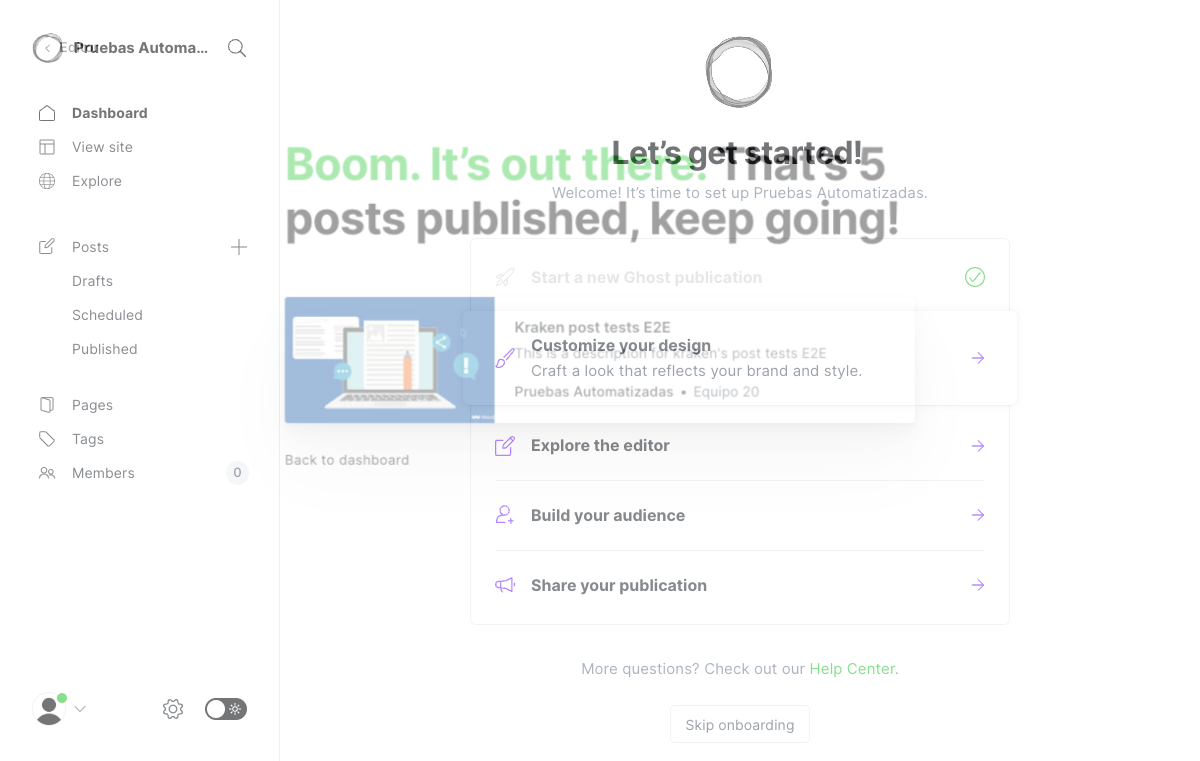 Editor
Pruebas Automa...
Dashboard
View site
Explore
Posts
Drafts
Scheduled
Published
Pages
Tags
Members
0
Let's get started!
Welcome! It's time to set up Pruebas Automatizadas.
Boom. It's out there. That's 5
posts published, keep going!
Start a new Ghost publication
Kraken post tests E2E
This is a description for kraken's post tests E2E
Pruebas Automatizadas • Equipo 20
Customize your design
Craft a look that reflects your brand and style.
Back to dashboard
Explore the editor
Build your audience
Share your publication
More questions? Check out our Help Center.
Skip onboarding